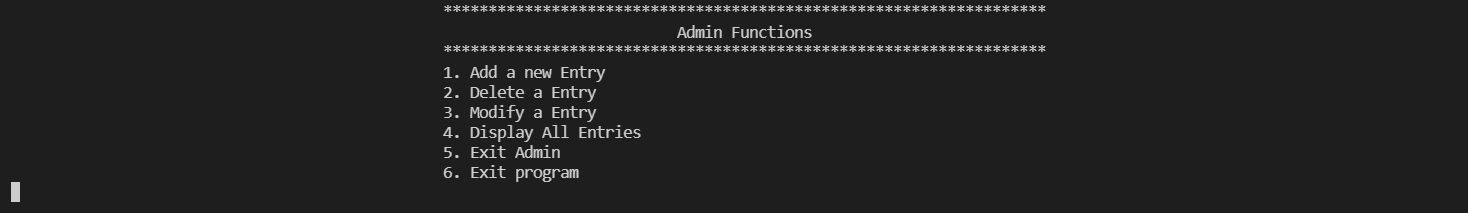 *******************************************************************
Admin Functions
*******************************************************************
1. Add a new Entry
2. Delete a Entry
3. Modify a Entry
4. Display All Entries
5. Exit Admin
6. Exit program